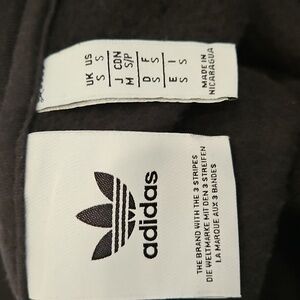 UK US
S S
J CDN
M S/P
D F
S S
E I
S S
MADE IN
NICARAGUA
adidas
THE BRAND WITH THE 3 STRIPES
DIE WELTMARKE MIT DEN 3 STREIFEN
LA MARQUE AUX 3 BANDES